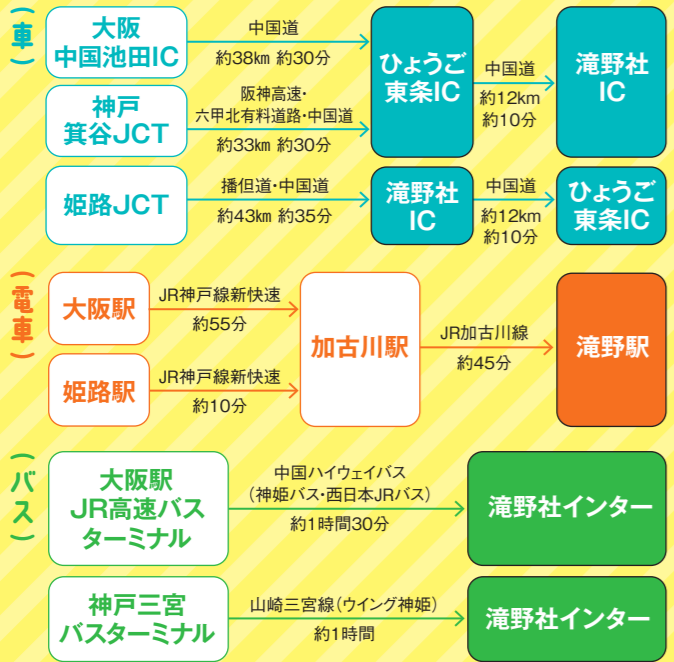 （車）
大阪
中国池田IC
中国道
約38㎞ 約30分
神戸
箕谷JCT
阪神高速・
六甲北有料道路・中国道
約33㎞ 約30分
ひょうご
東条IC
中国道
約12km
約10分
滝野社
IC
姫路JCT
播但道・中国道
約43㎞ 約35分
滝野社
IC
中国道
約12km
約10分
ひょうご
東条IC
（電車）
大阪駅
JR神戸線新快速
約55分
姫路駅
JR神戸線新快速
約10分
加古川駅
JR加古川線
約45分
滝野駅
（バス）
大阪駅
JR高速バス
ターミナル
中国ハイウェイバス
（神姫バス・西日本JRバス）
約1時間30分
滝野社インター
神戸三宮
バスターミナル
山崎三宮線（ウイング神姫）
約1時間
滝野社インター